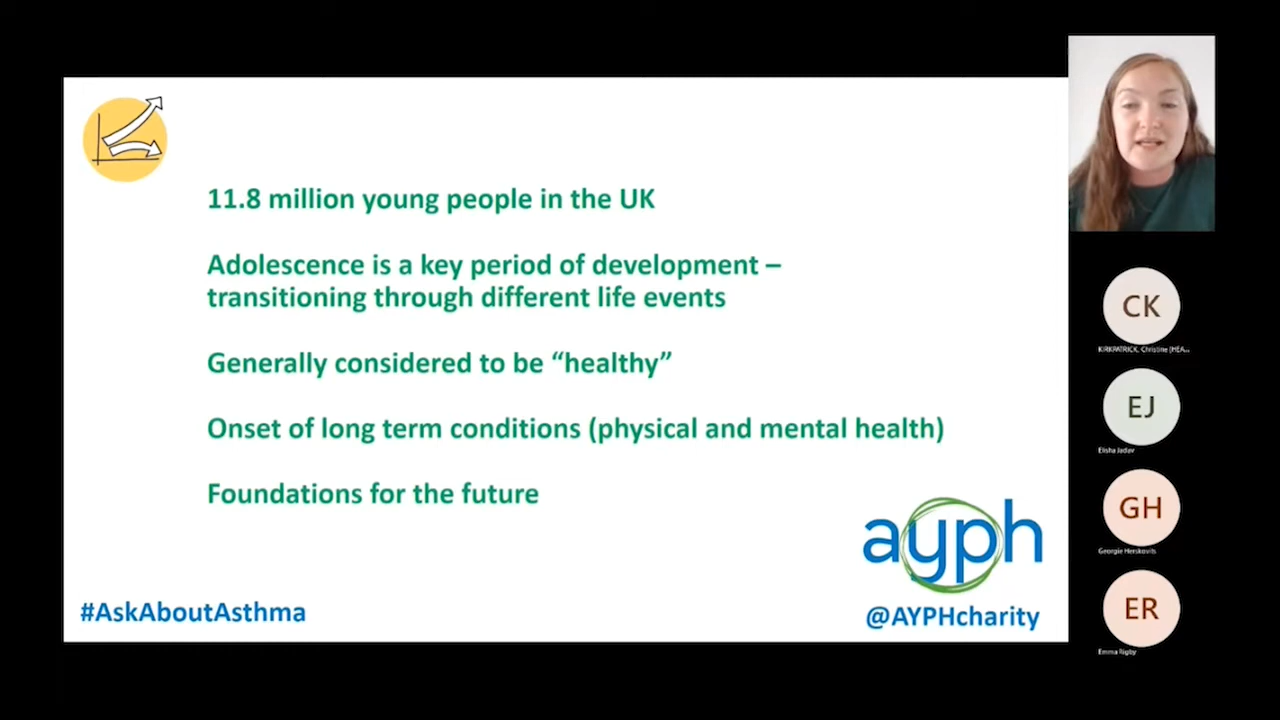 11.8 million young people in the UK
Adolescence is a key period of development –
transitioning through different life events
Generally considered to be “healthy”
Onset of long term conditions (physical and mental health)
Foundations for the future
ayph
#AskAboutAsthma
@AYPHcharity
CK
KIRKPATRICK, Christine (HEA...
EJ
Elisha Jadav
GH
Georgie Herskovits
ER
Emma Rigby